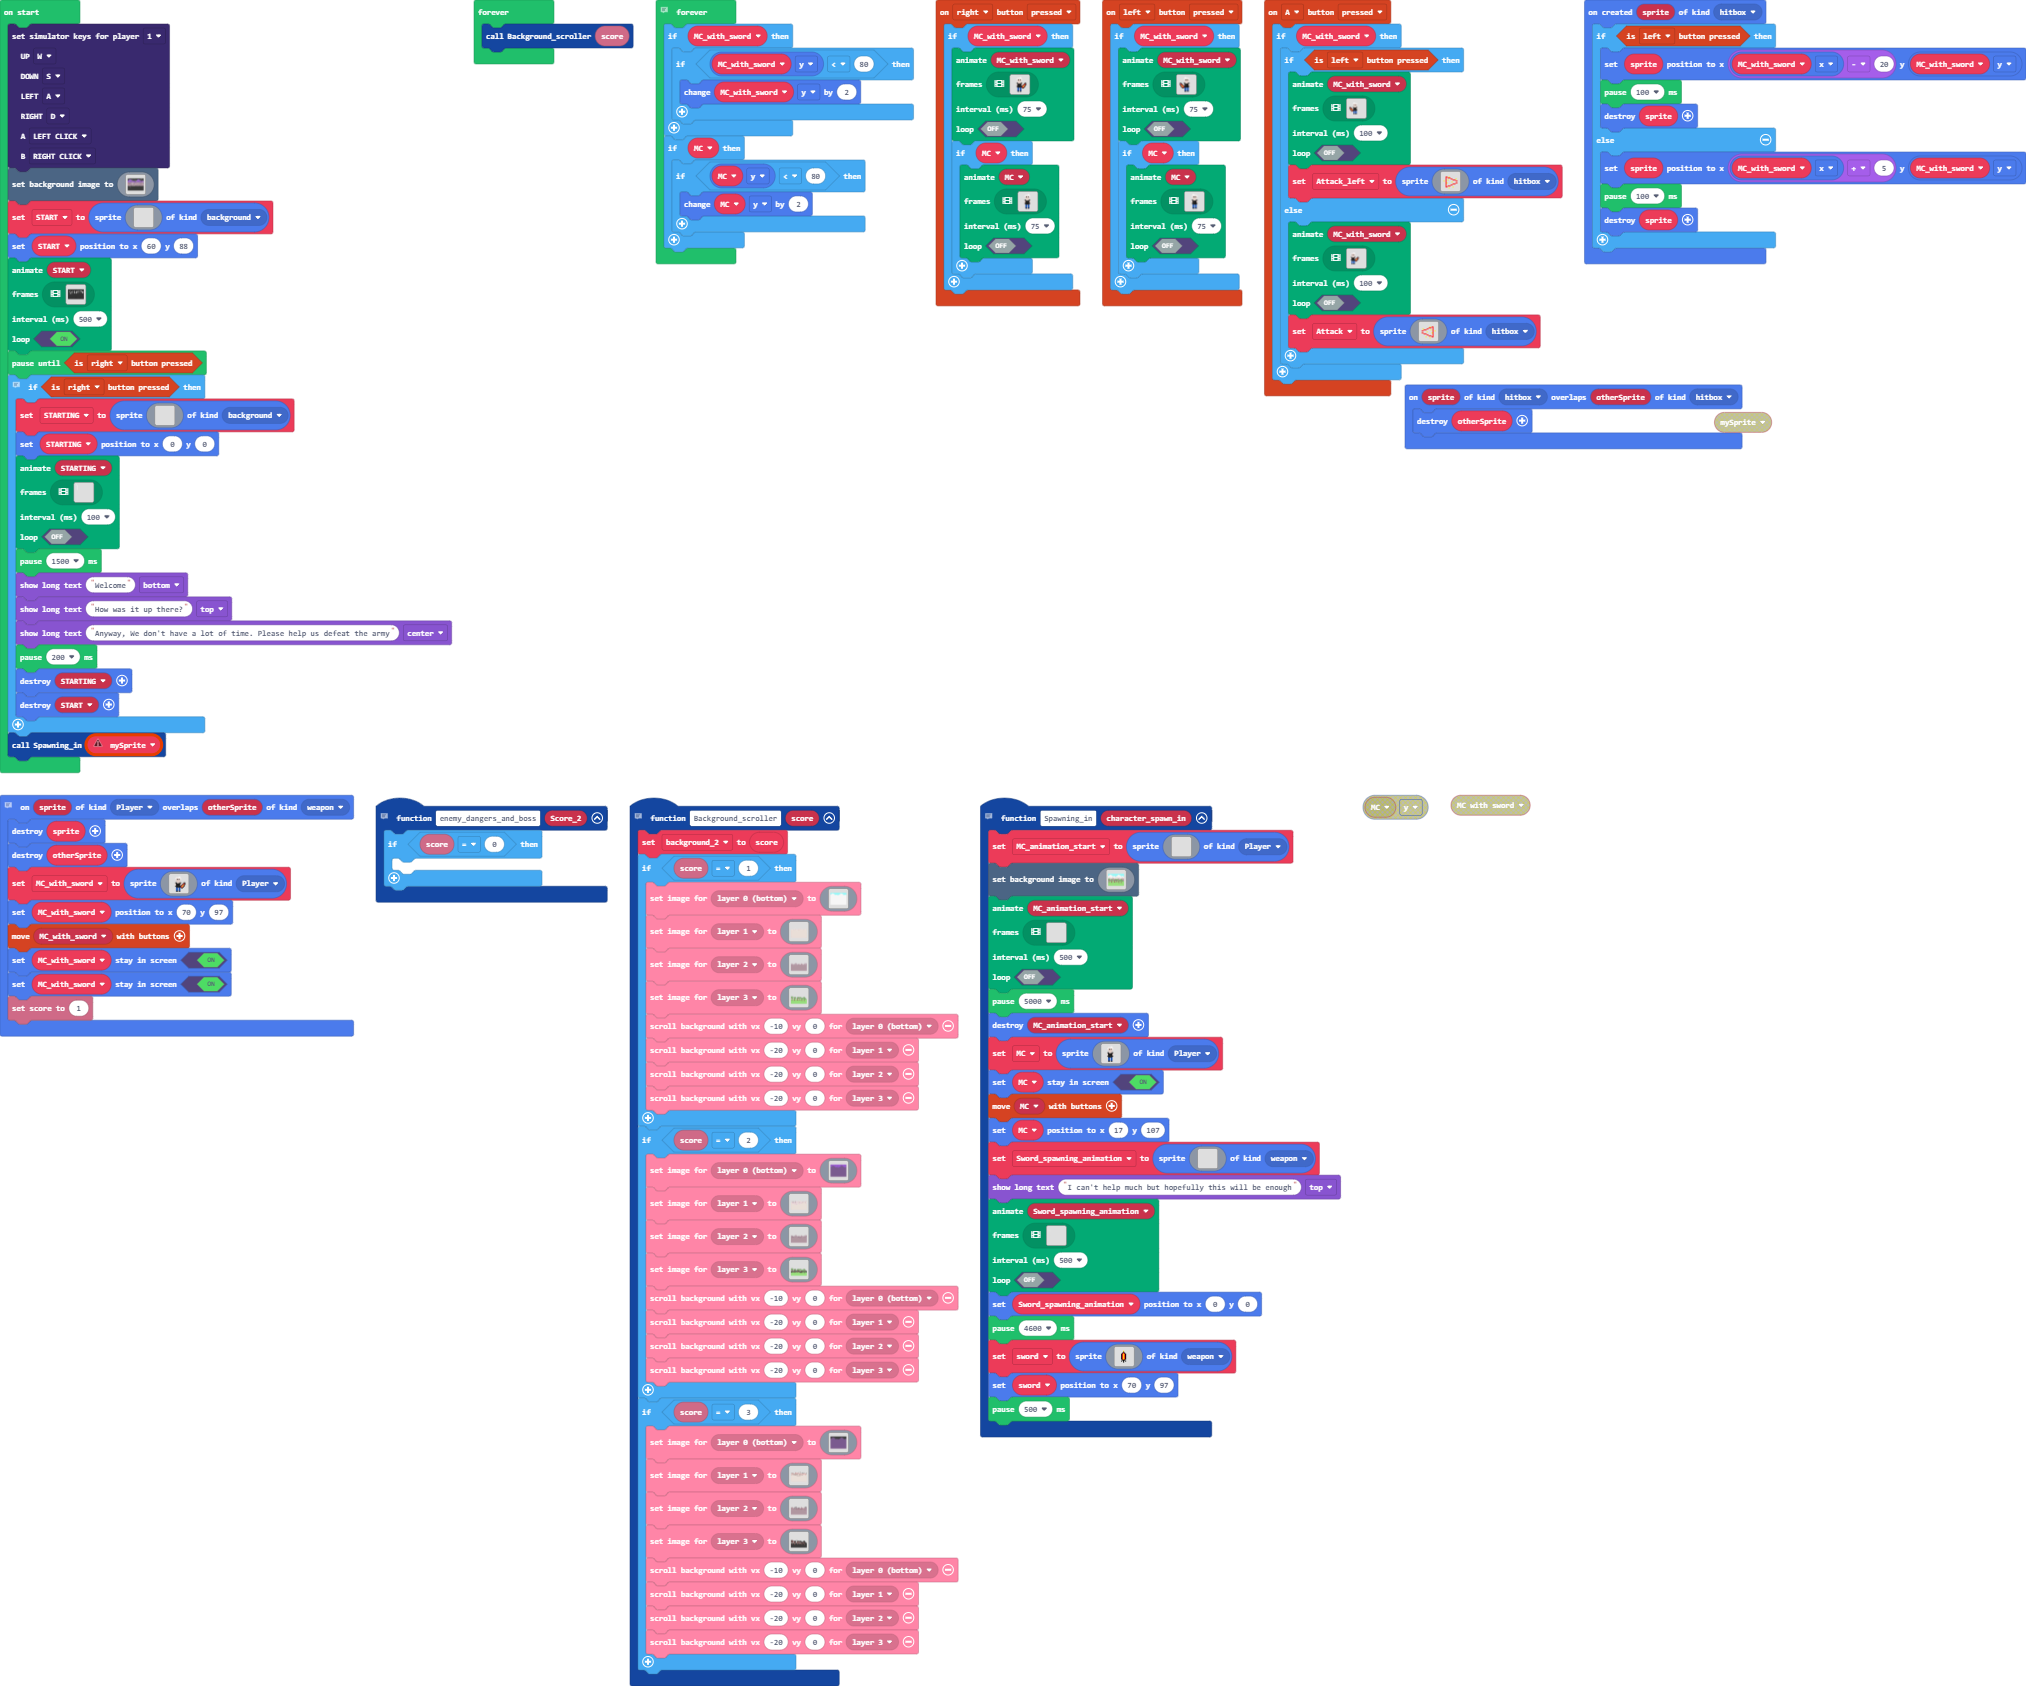 on start
set simulator keys for player 1
UP W
DOWN S
LEFT A
RIGHT D
A LEFT CLICK
B RIGHT CLICK
set background image to
set START to sprite of kind background
set START position to x 60 y 88
animate START
frames
interval (ms) 500
loop ON
pause until is right button pressed
if is right button pressed then
set STARTING to sprite of kind background
set STARTING position to x 0 y 0
animate STARTING
frames
interval (ms) 100
loop OFF
pause 1500 ms
show long text "Welcome" bottom
show long text "How was it up there?" top
show long text "Anyway, We don't have a lot of time. Please help us defeat the army" center
pause 200 ms
destroy STARTING
destroy START
call Spawning_in mySprite
forever
call Background_scroller score
forever
if MC_with_sword then
if MC_with_sword y < 80 then
change MC_with_sword y by 2
if MC then
if MC y < 80 then
change MC y by 2
on right button pressed
if MC_with_sword then
animate MC_with_sword
frames
interval (ms) 75
loop OFF
if MC then
animate MC
frames
interval (ms) 75
loop OFF
on left button pressed
if MC_with_sword then
animate MC_with_sword
frames
interval (ms) 75
loop OFF
if MC then
animate MC
frames
interval (ms) 75
loop OFF
on A button pressed
if MC_with_sword then
if is left button pressed then
animate MC_with_sword
frames
interval (ms) 100
loop OFF
set Attack_left to sprite of kind hitbox
else
animate MC_with_sword
frames
interval (ms) 100
loop OFF
set Attack to sprite of kind hitbox
on created sprite of kind hitbox
if is left button pressed then
set sprite position to x MC_with_sword x - 20 y MC_with_sword y
pause 100 ms
destroy sprite
else
set sprite position to x MC_with_sword x + 5 y MC_with_sword y
pause 100 ms
destroy sprite
on sprite of kind hitbox overlaps otherSprite of kind hitbox
destroy otherSprite
mySprite
on sprite of kind Player overlaps otherSprite of kind weapon
destroy sprite
destroy otherSprite
set MC_with_sword to sprite of kind Player
set MC_with_sword position to x 70 y 97
move MC_with_sword with buttons
set MC_with_sword stay in screen ON
set MC_with_sword stay in screen ON
set score to 1
function enemy_dangers_and_boss Score_2
if score = 0 then
function Background_scroller score
set background_2 to score
if score = 1 then
set image for layer 0 (bottom) to
set image for layer 1 to
set image for layer 2 to
set image for layer 3 to
scroll background with vx -10 vy 0 for layer 0 (bottom)
scroll background with vx -20 vy 0 for layer 1
scroll background with vx -20 vy 0 for layer 2
scroll background with vx -20 vy 0 for layer 3
if score = 2 then
set image for layer 0 (bottom) to
set image for layer 1 to
set image for layer 2 to
set image for layer 3 to
scroll background with vx -10 vy 0 for layer 0 (bottom)
scroll background with vx -20 vy 0 for layer 1
scroll background with vx -20 vy 0 for layer 2
scroll background with vx -20 vy 0 for layer 3
if score = 3 then
set image for layer 0 (bottom) to
set image for layer 1 to
set image for layer 2 to
set image for layer 3 to
scroll background with vx -10 vy 0 for layer 0 (bottom)
scroll background with vx -20 vy 0 for layer 1
scroll background with vx -20 vy 0 for layer 2
scroll background with vx -20 vy 0 for layer 3
function Spawning_in character_spawn_in
set MC_animation_start to sprite of kind Player
set background image to
animate MC_animation_start
frames
interval (ms) 500
loop OFF
pause 5000 ms
destroy MC_animation_start
set MC to sprite of kind Player
set MC stay in screen ON
move MC with buttons
set MC position to x 17 y 107
set Sword_spawning_animation to sprite of kind weapon
show long text "I can't help much but hopefully this will be enough" top
animate Sword_spawning_animation
frames
interval (ms) 500
loop OFF
set Sword_spawning_animation position to x 0 y 0
pause 4600 ms
set sword to sprite of kind weapon
set sword position to x 70 y 97
pause 500 ms
MC y
MC with sword